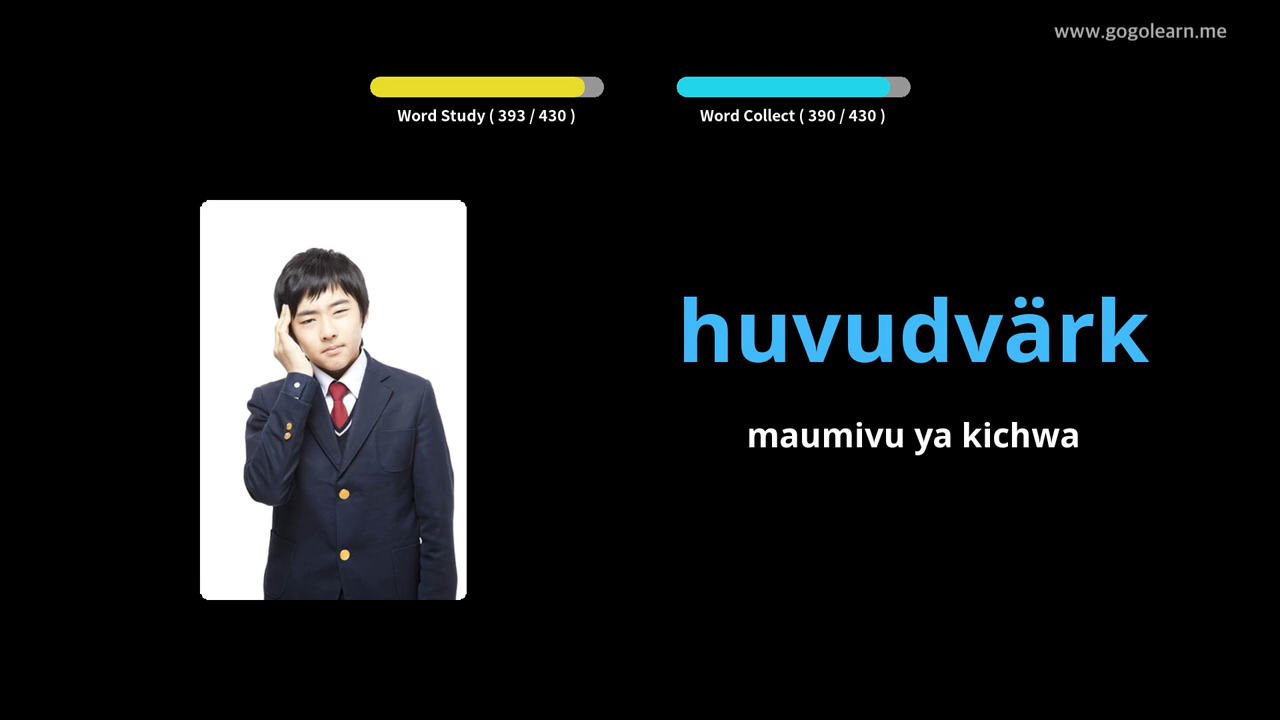 www.gogolearn.me
Word Study ( 393 / 430 )
Word Collect ( 390 / 430 )
huvudvärk
maumivu ya kichwa